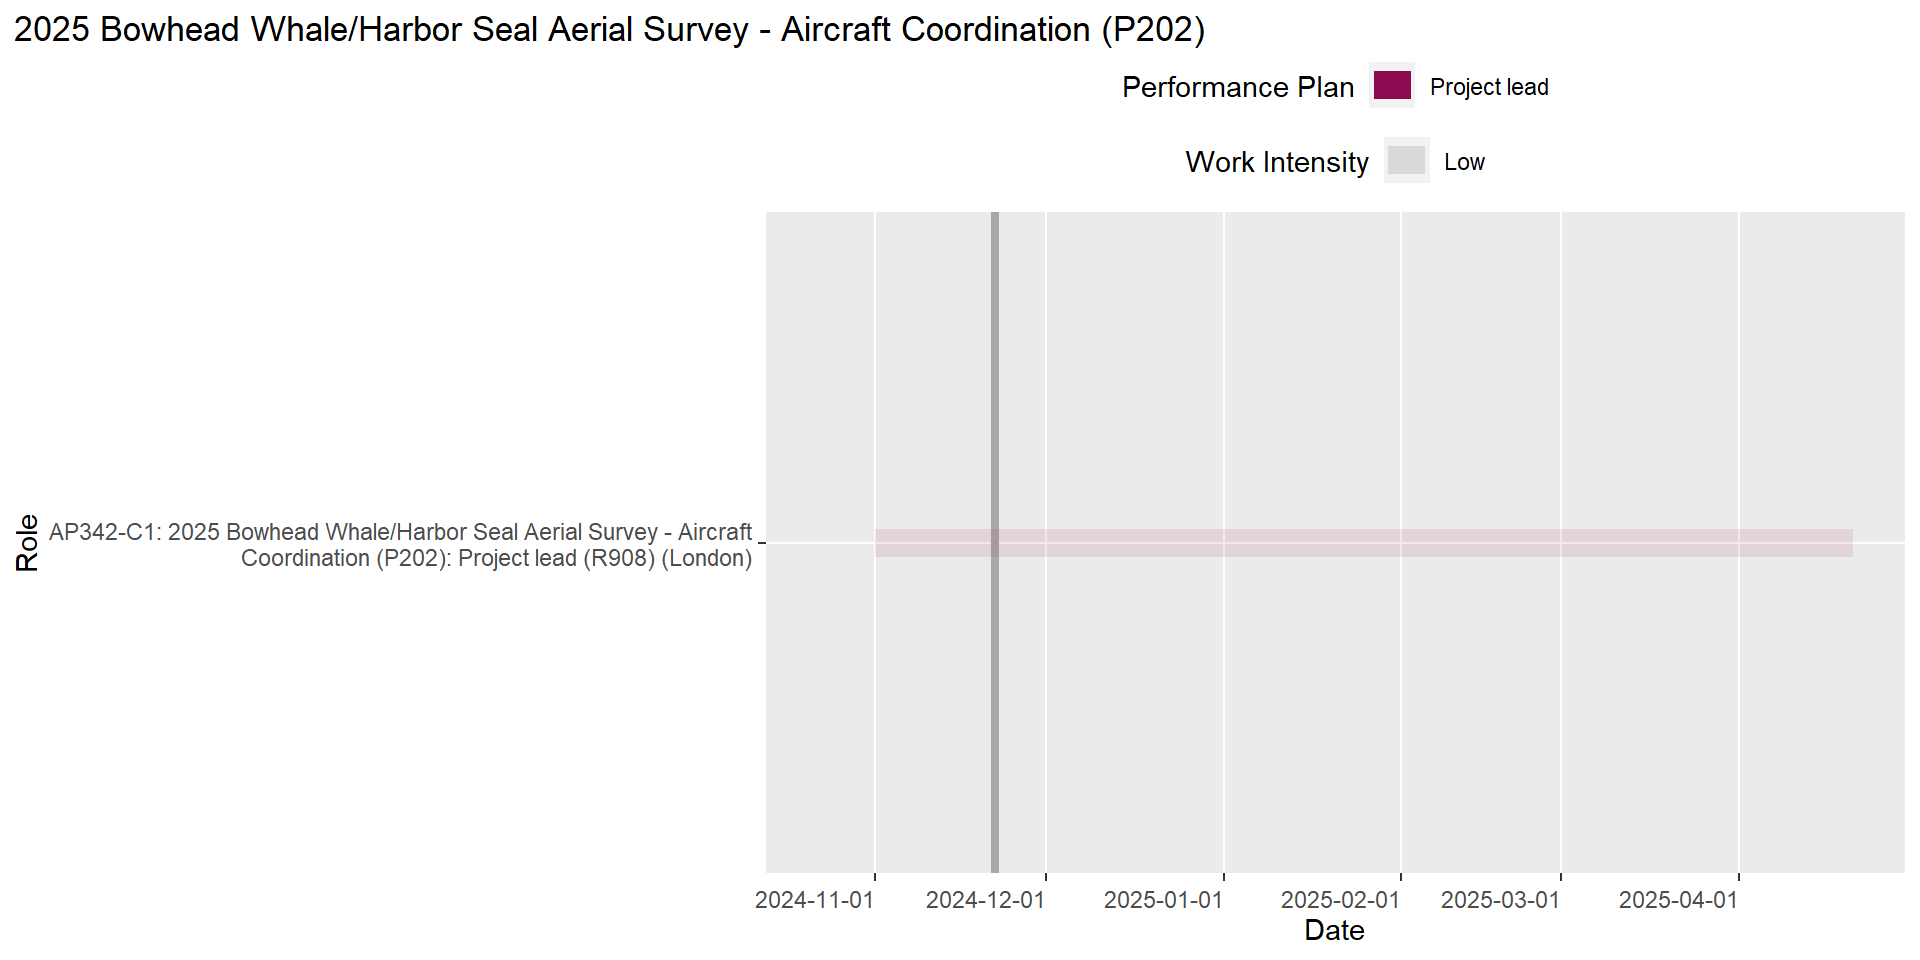 2025 Bowhead Whale/Harbor Seal Aerial Survey - Aircraft Coordination (P202)
Performance Plan Project lead
Work Intensity Low
Role
AP342-C1: 2025 Bowhead Whale/Harbor Seal Aerial Survey - Aircraft
Coordination (P202): Project lead (R908) (London)
2024-11-01 2024-12-01 2025-01-01 2025-02-01 2025-03-01 2025-04-01
Date